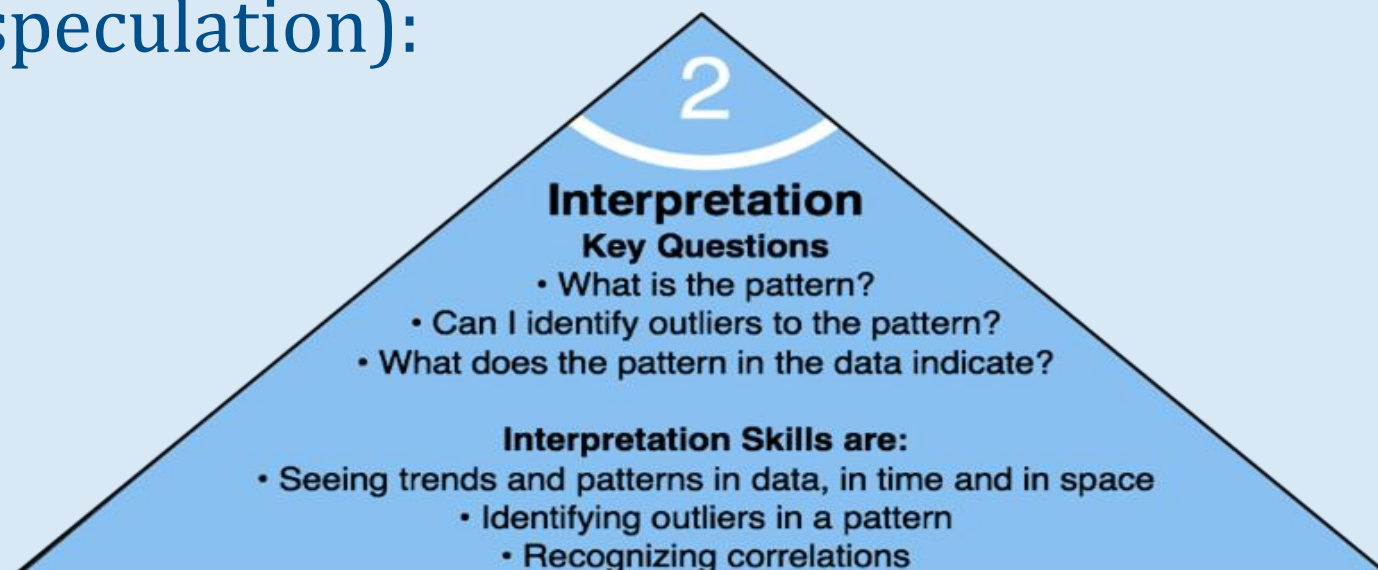 speculation):
2
Interpretation
Key Questions
• What is the pattern?
• Can I identify outliers to the pattern?
• What does the pattern in the data indicate?
Interpretation Skills are:
• Seeing trends and patterns in data, in time and in space
• Identifying outliers in a pattern
• Recognizing correlations